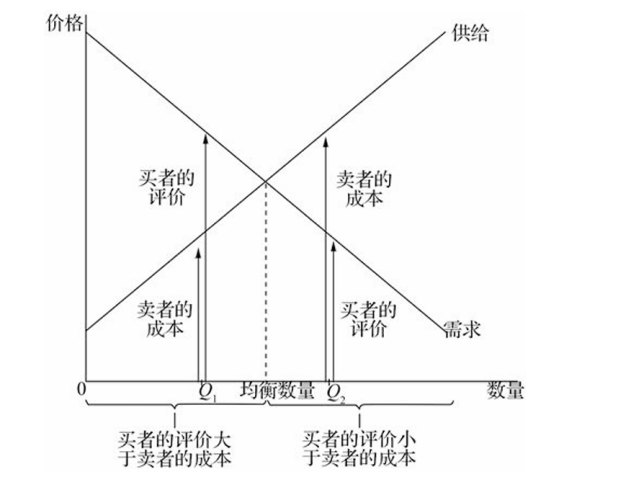 价格
供给
买者的
评价
卖者的
成本
卖者的
成本
买者的
评价
需求
0
Q₁
均衡数量
Q₂
数量
买者的评价大
于卖者的成本
买者的评价小
于卖者的成本